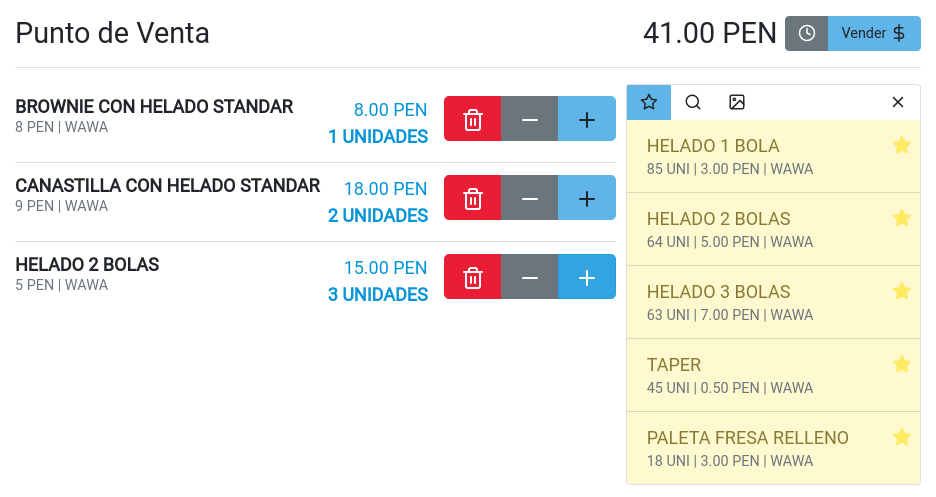 Punto de Venta
41.00 PEN
Vender $
BROWNIE CON HELADO STANDAR
8 PEN | WAWA
8.00 PEN
1 UNIDADES
CANASTILLA CON HELADO STANDAR
9 PEN | WAWA
18.00 PEN
2 UNIDADES
HELADO 2 BOLAS
5 PEN | WAWA
15.00 PEN
3 UNIDADES
HELADO 1 BOLA
85 UNI | 3.00 PEN | WAWA
HELADO 2 BOLAS
64 UNI | 5.00 PEN | WAWA
HELADO 3 BOLAS
63 UNI | 7.00 PEN | WAWA
TAPER
45 UNI | 0.50 PEN | WAWA
PALETA FRESA RELLENO
18 UNI | 3.00 PEN | WAWA